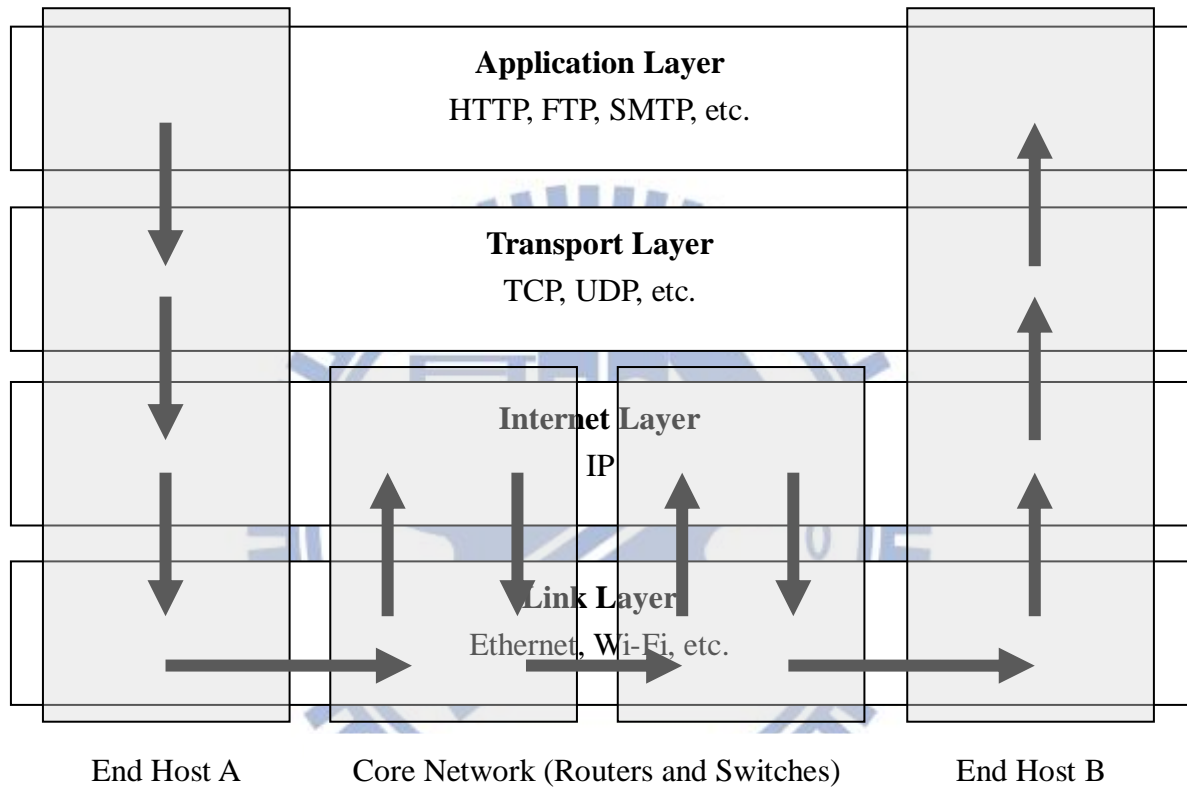 Application Layer
HTTP, FTP, SMTP, etc.
Transport Layer
TCP, UDP, etc.
Internet Layer
IP
Link Layer
Ethernet, Wi-Fi, etc.
End Host A
Core Network (Routers and Switches)
End Host B